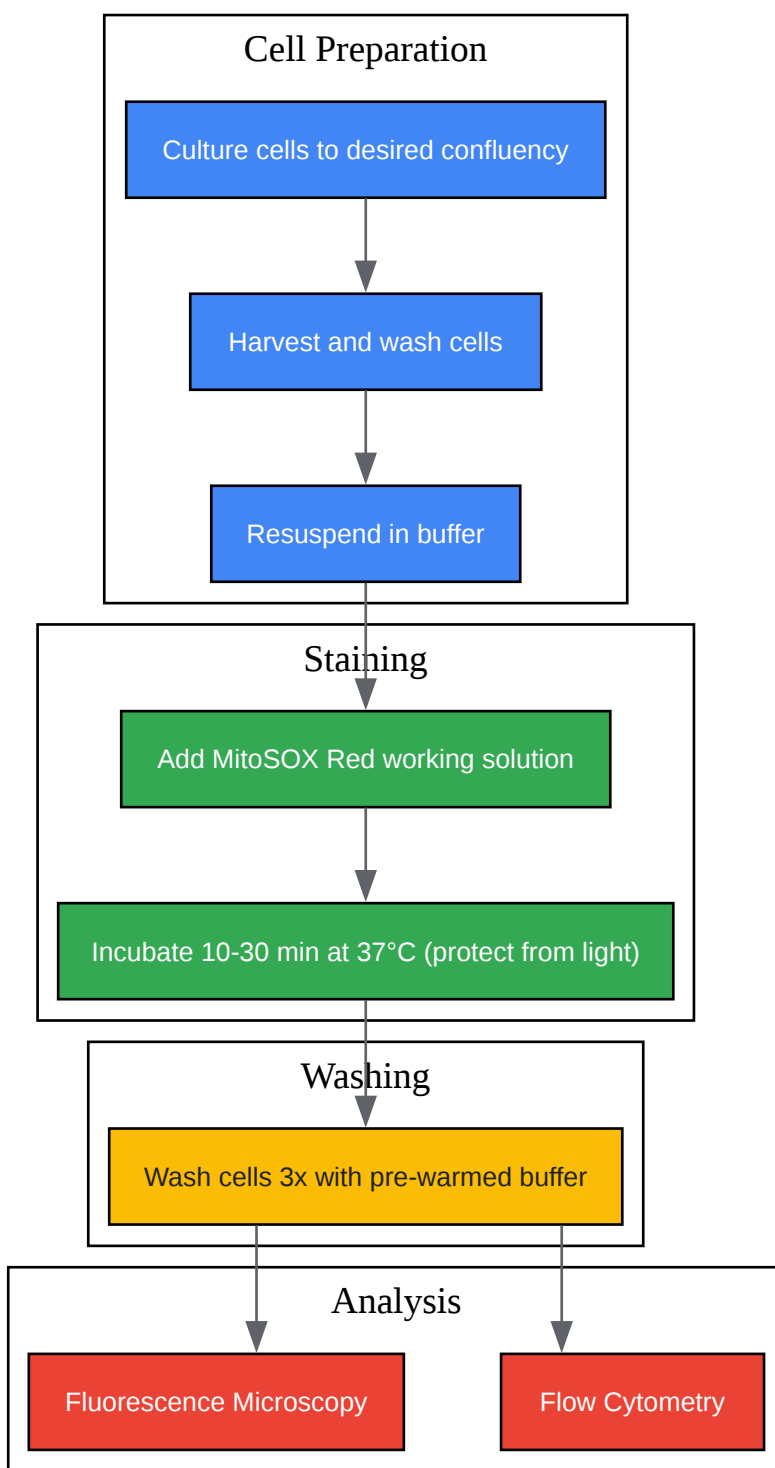 Cell Preparation
Culture cells to desired confluency
Harvest and wash cells
Resuspend in buffer
Staining
Add MitoSOX Red working solution
Incubate 10-30 min at 37°C (protect from light)
Washing
Wash cells 3x with pre-warmed buffer
Analysis
Fluorescence Microscopy
Flow Cytometry